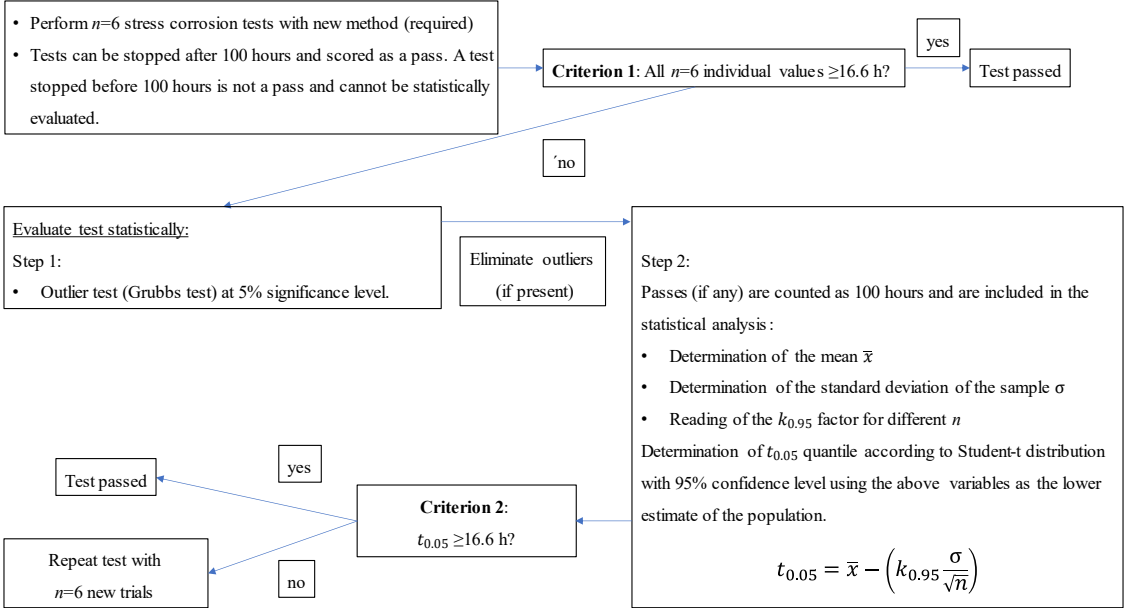 • Perform n=6 stress corrosion tests with new method (required)
• Tests can be stopped after 100 hours and scored as a pass. A test
stopped before 100 hours is not a pass and cannot be statistically
evaluated.
Criterion 1: All n=6 individual values ≥16.6 h?
yes
Test passed
´no
Evaluate test statistically:
Step 1:
• Outlier test (Grubbs test) at 5% significance level.
Eliminate outliers
(if present)
Step 2:
Passes (if any) are counted as 100 hours and are included in the
statistical analysis:
• Determination of the mean x̅
• Determination of the standard deviation of the sample σ
• Reading of the k₀.₉₅ factor for different n
Determination of t₀.₀₅ quantile according to Student-t distribution
with 95% confidence level using the above variables as the lower
estimate of the population.
t₀.₀₅ = x̅ − (k₀.₉₅ σ/√n)
Criterion 2:
t₀.₀₅ ≥16.6 h?
yes
Test passed
no
Repeat test with
n=6 new trials